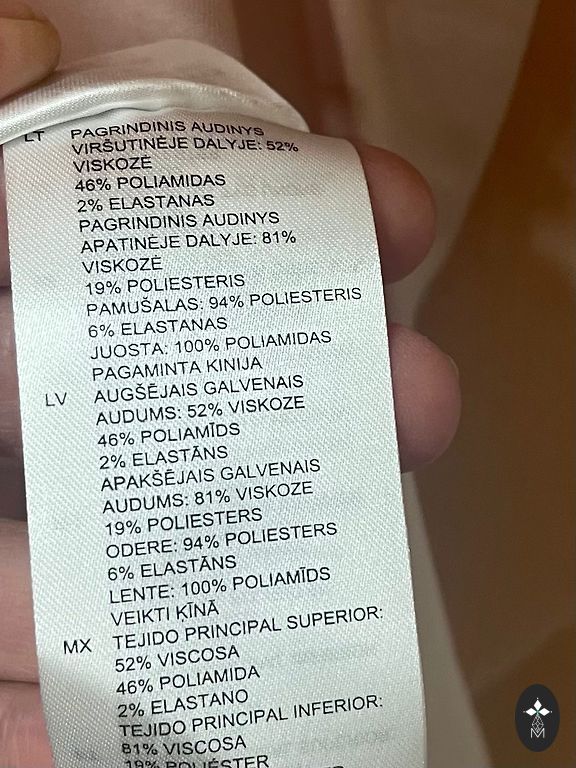 LT PAGRINDINIS AUDINYS
VIRŠUTINĖJE DALYJE: 52%
VISKOZĖ
46% POLIAMIDAS
2% ELASTANAS
PAGRINDINIS AUDINYS
APATINĖJE DALYJE: 81%
VISKOZĖ
19% POLIESTERIS
PAMUŠALAS: 94% POLIESTERIS
6% ELASTANAS
JUOSTA: 100% POLIAMIDAS
PAGAMINTA KINIJA
LV AUGŠĒJAIS GALVENAIS
AUDUMS: 52% VISKOZE
46% POLIAMĪDS
2% ELASTĀNS
APAKŠĒJAIS GALVENAIS
AUDUMS: 81% VISKOZE
19% POLIESTERS
ODERE: 94% POLIESTERS
6% ELASTĀNS
LENTE: 100% POLIAMĪDS
VEIKTI ĶĪNĀ
MX TEJIDO PRINCIPAL SUPERIOR:
52% VISCOSA
46% POLIAMIDA
2% ELASTANO
TEJIDO PRINCIPAL INFERIOR:
81% VISCOSA
19% POLIÉSTER
M